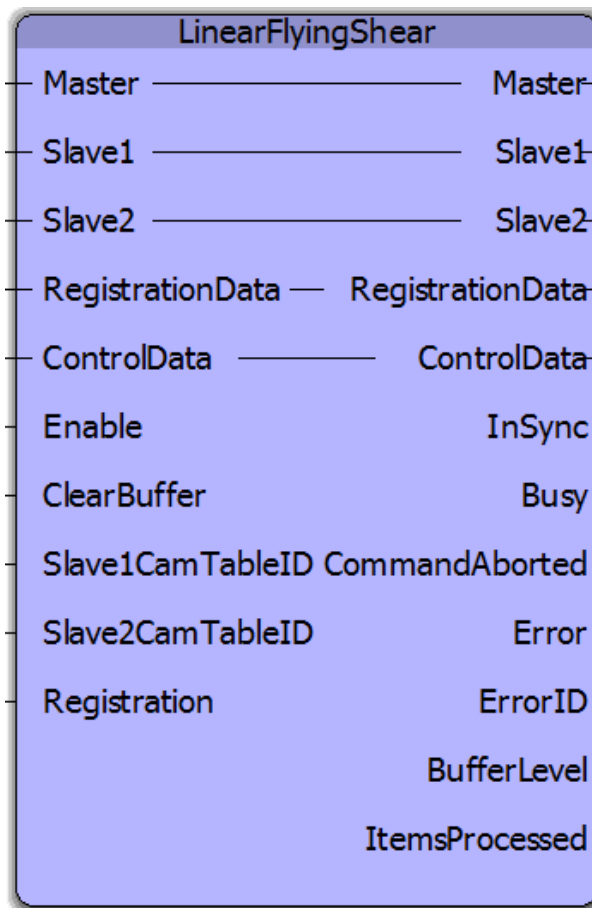 LinearFlyingShear
Master Master
Slave1 Slave1
Slave2 Slave2
RegistrationData RegistrationData
ControlData ControlData
Enable InSync
ClearBuffer Busy
Slave1CamTableID CommandAborted
Slave2CamTableID Error
Registration ErrorID
BufferLevel
ItemsProcessed